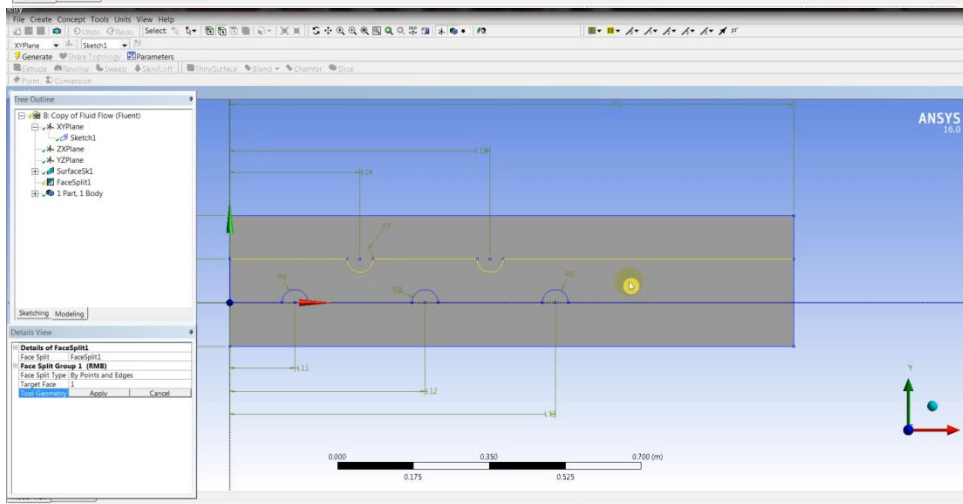 File Create Concept Tools Units View Help
Undo Redo Select:
XYPlane Sketch1
Generate Share Topology Parameters
Extrude Revolve Sweep Skin/Loft Thin/Surface Blend Chamfer Slice
Point Conversion
Tree Outline
B: Copy of Fluid Flow (Fluent)
XYPlane
Sketch1
ZXPlane
YZPlane
SurfaceSk1
FaceSplit1
1 Part, 1 Body
Sketching Modeling
Details View
Details of FaceSplit1
Face Split FaceSplit1
Face Split Group 1 (RMB)
Face Split Type By Points and Edges
Target Face 1
Tool Geometry Apply Cancel
ANSYS
16.0
L14
R7
L11
L12
0.000 0.350 0.700 (m)
0.175 0.525
Y